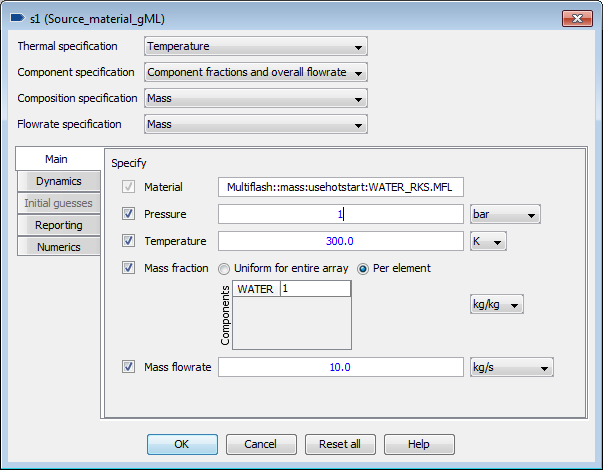 s1 (Source_material_gML)
Thermal specification Temperature
Component specification Component fractions and overall flowrate
Composition specification Mass
Flowrate specification Mass
Main
Dynamics
Initial guesses
Reporting
Numerics
Specify
Material Multiflash::mass:usehotstart:WATER_RKS.MFL
Pressure 1 bar
Temperature 300.0 K
Mass fraction Uniform for entire array Per element
Components
WATER 1
kg/kg
Mass flowrate 10.0 kg/s
OK Cancel Reset all Help